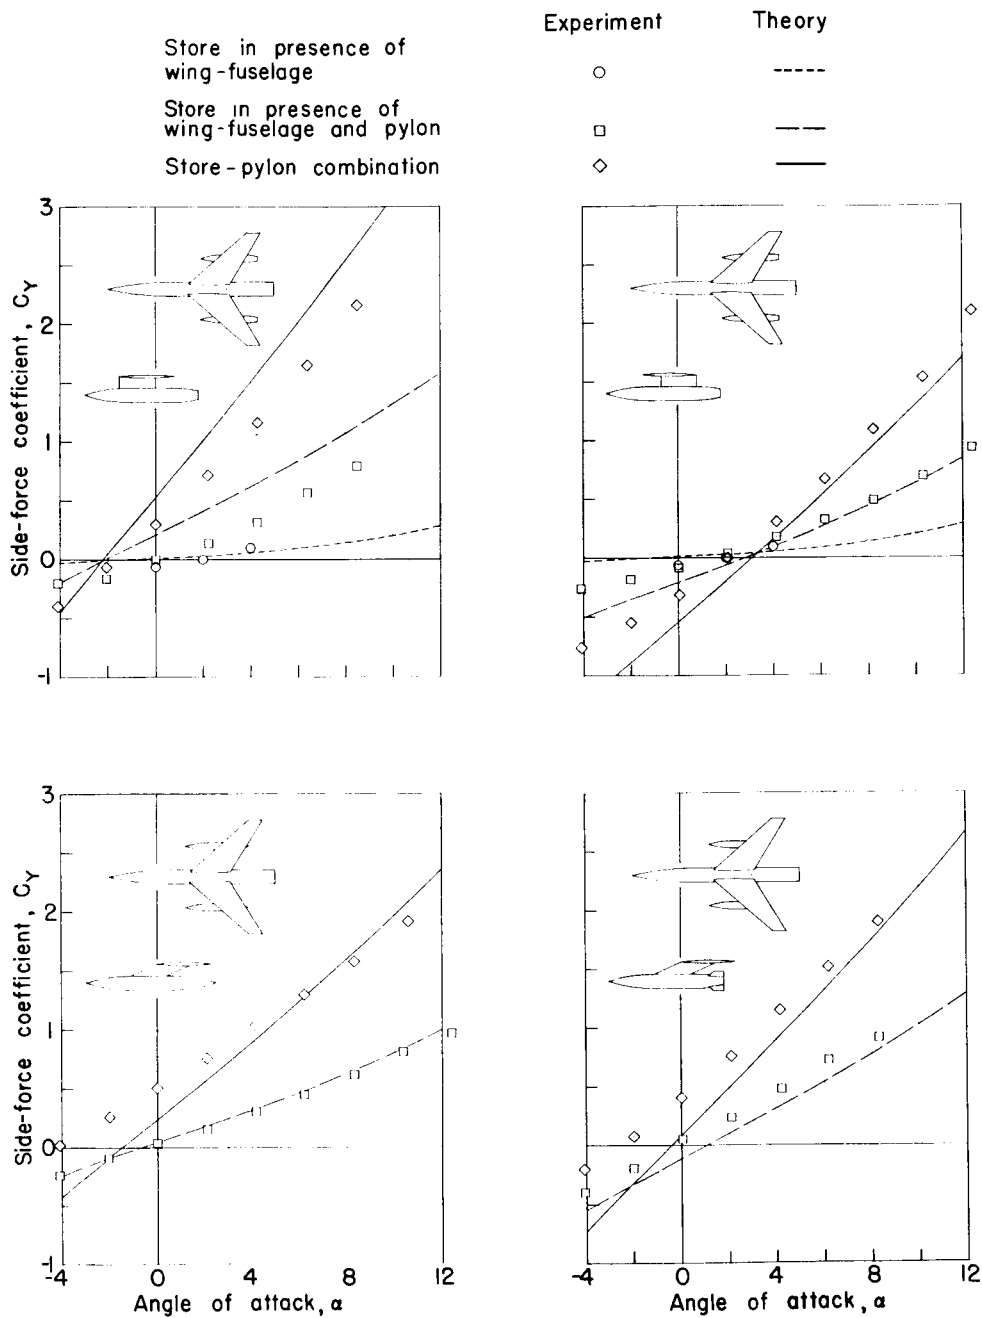 Experiment Theory
Store in presence of
wing-fuselage
Store in presence of
wing-fuselage and pylon
Store-pylon combination
3
2
1
0
-1
Side-force coefficient, CY
3
2
1
0
-1
Side-force coefficient, CY
-4 0 4 8 12
Angle of attack, α
-4 0 4 8 12
Angle of attack, α